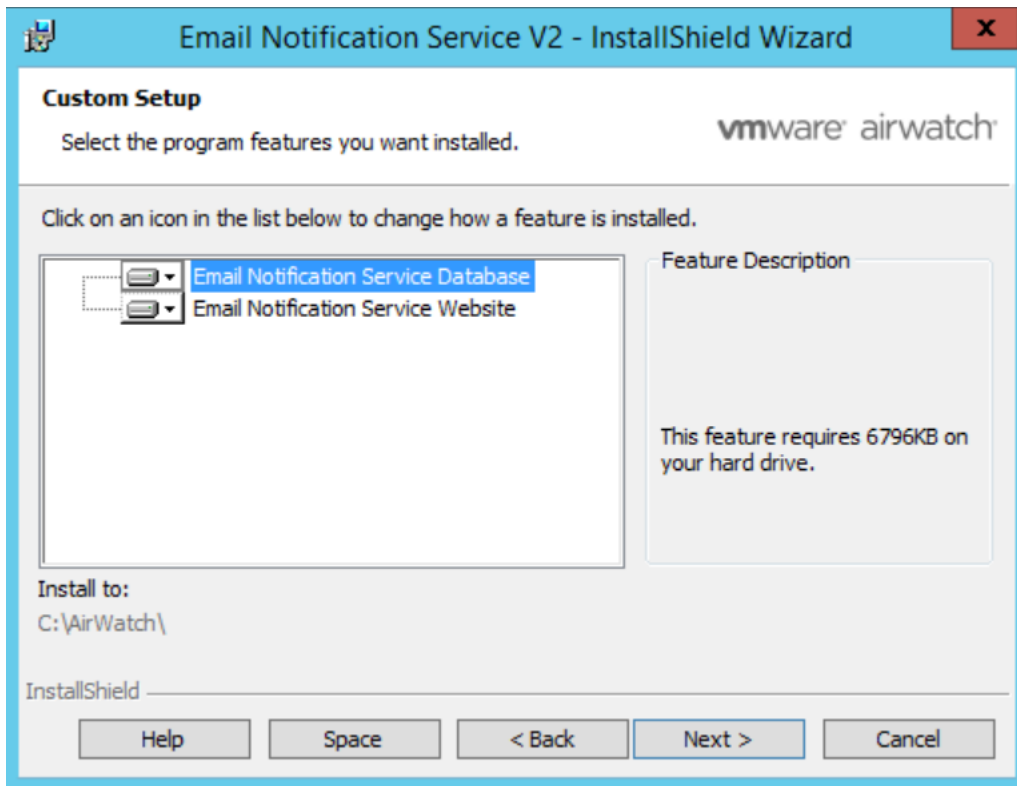 Email Notification Service V2 - InstallShield Wizard
x
Custom Setup
Select the program features you want installed.
vmware airwatch
Click on an icon in the list below to change how a feature is installed.
Email Notification Service Database
Email Notification Service Website
Feature Description
This feature requires 6796KB on
your hard drive.
Install to:
C:\AirWatch\
InstallShield
Help
Space
< Back
Next >
Cancel